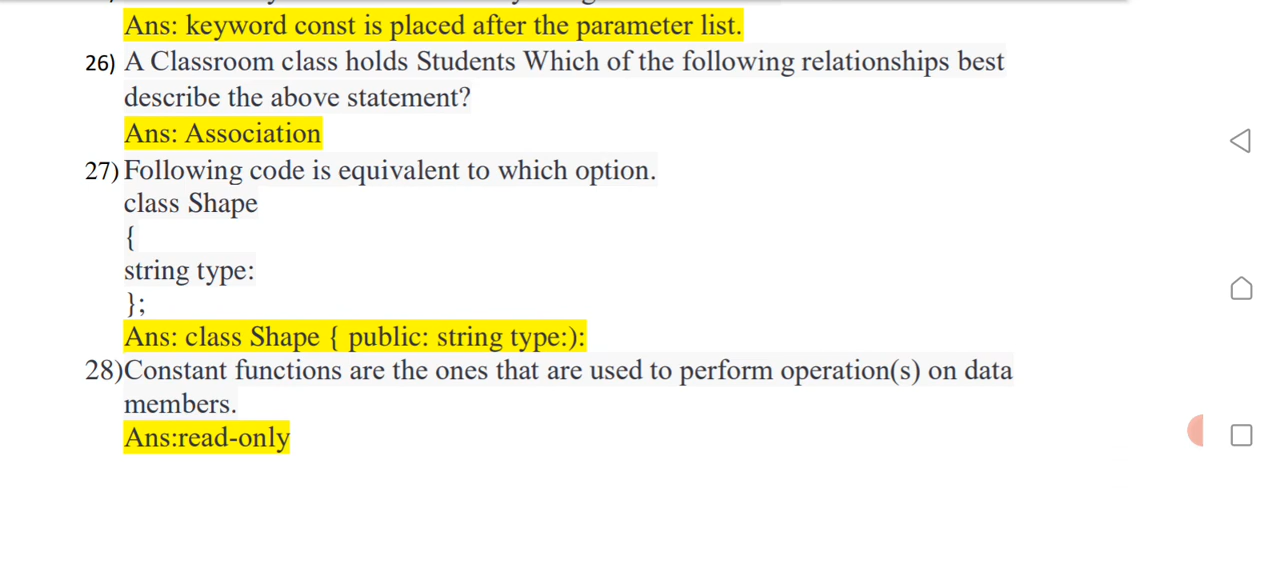 Ans: keyword const is placed after the parameter list.
26) A Classroom class holds Students Which of the following relationships best
describe the above statement?
Ans: Association
27) Following code is equivalent to which option.
class Shape
{
string type:
};
Ans: class Shape { public: string type:):
28)Constant functions are the ones that are used to perform operation(s) on data
members.
Ans:read-only